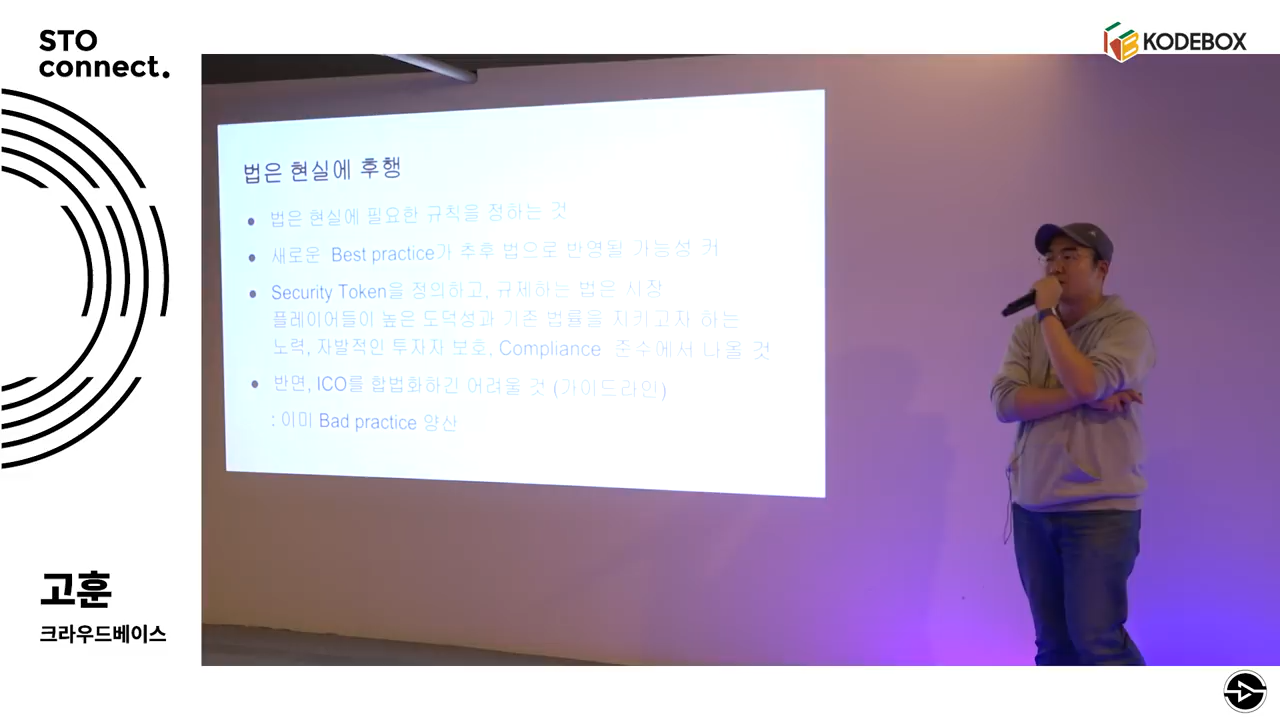 STO
connect.
KODEBOX
법은 현실에 후행
● 법은 현실에 필요한 규칙을 정하는 것
● 새로운 Best practice가 추후 법으로 반영될 가능성 커
● Security Token을 정의하고, 규제하는 법은 시장
플레이어들이 높은 도덕성과 기존 법률을 지키고자 하는
노력, 자발적인 투자자 보호, Compliance 준수에서 나올 것
● 반면, ICO를 합법화하긴 어려울 것 (가이드라인)
: 이미 Bad practice 양산
고훈
크라우드베이스